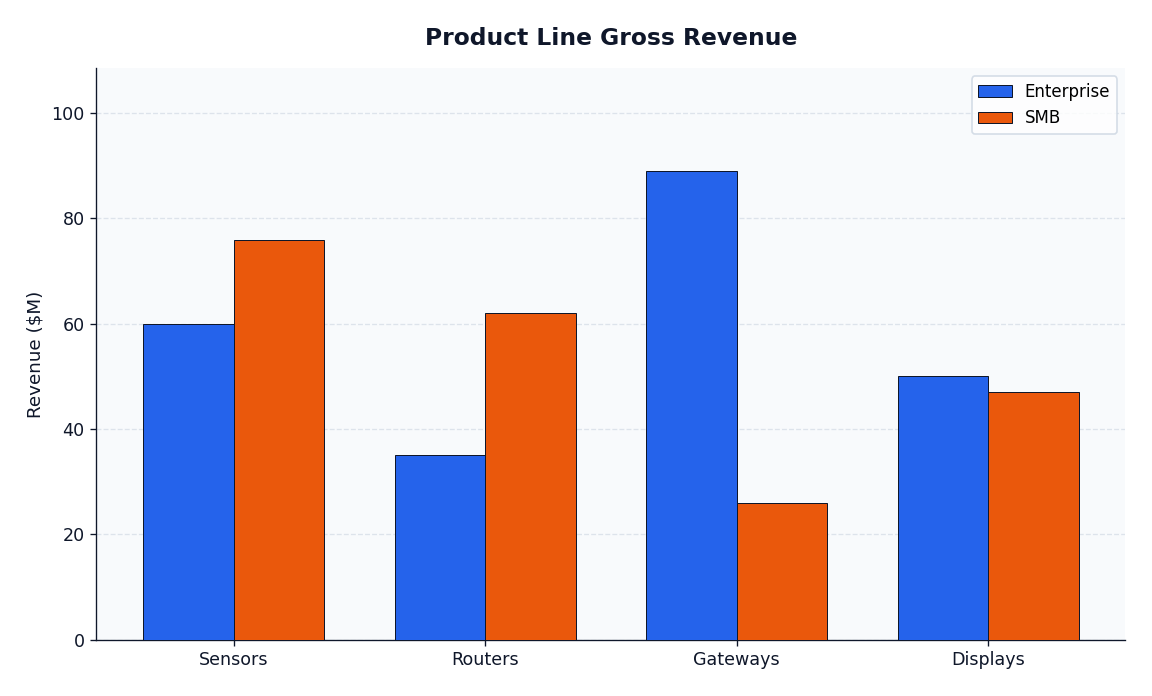 Product Line Gross Revenue
Enterprise
SMB
Revenue ($M)
100
80
60
40
20
0
Sensors
Routers
Gateways
Displays